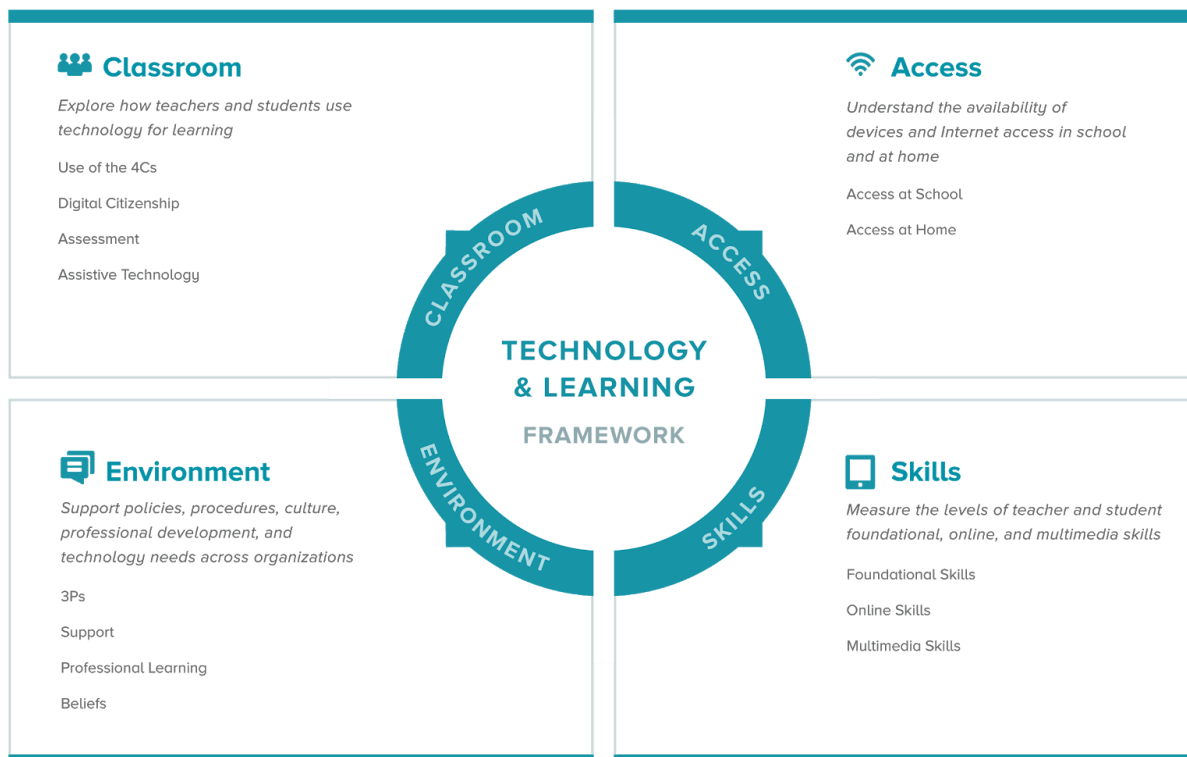 Classroom
Explore how teachers and students use
technology for learning
Use of the 4Cs
Digital Citizenship
Assessment
Assistive Technology
Access
Understand the availability of
devices and Internet access in school
and at home
Access at School
Access at Home
CLASSROOM
ACCESS
TECHNOLOGY
& LEARNING
FRAMEWORK
ENVIRONMENT
SKILLS
Environment
Support policies, procedures, culture,
professional development, and
technology needs across organizations
3Ps
Support
Professional Learning
Beliefs
Skills
Measure the levels of teacher and student
foundational, online, and multimedia skills
Foundational Skills
Online Skills
Multimedia Skills